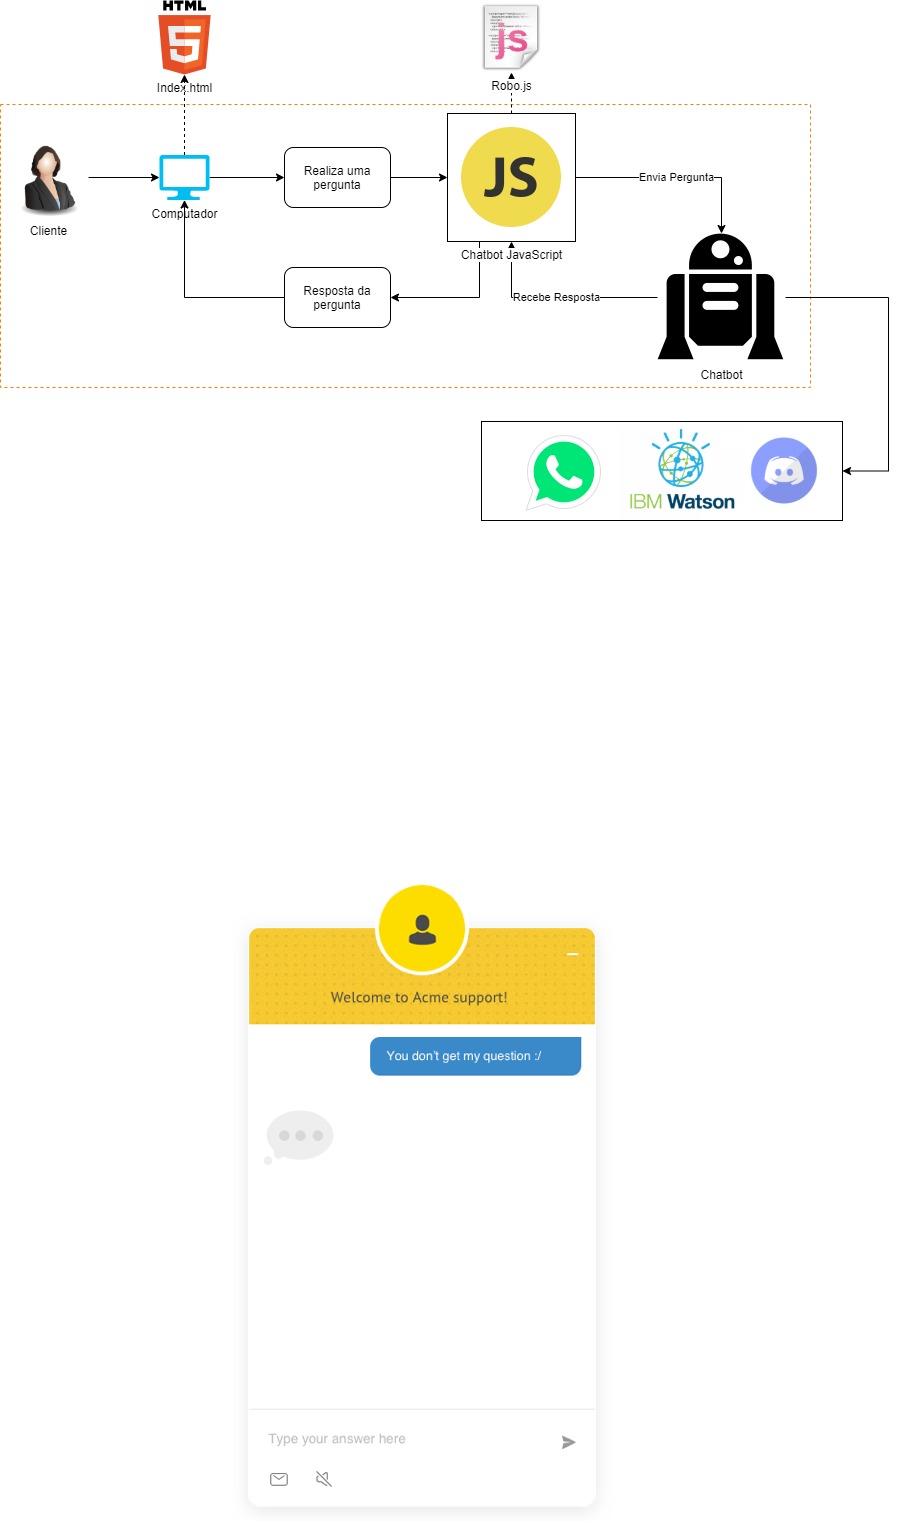 HTML
js
Index.html
Robo.js
Realiza uma
pergunta
JS
Envia Pergunta
Computador
Cliente
Chatbot JavaScript
Resposta da
pergunta
Recebe Resposta
Chatbot
IBM Watson
Welcome to Acme support!
You don't get my question :/
Type your answer here